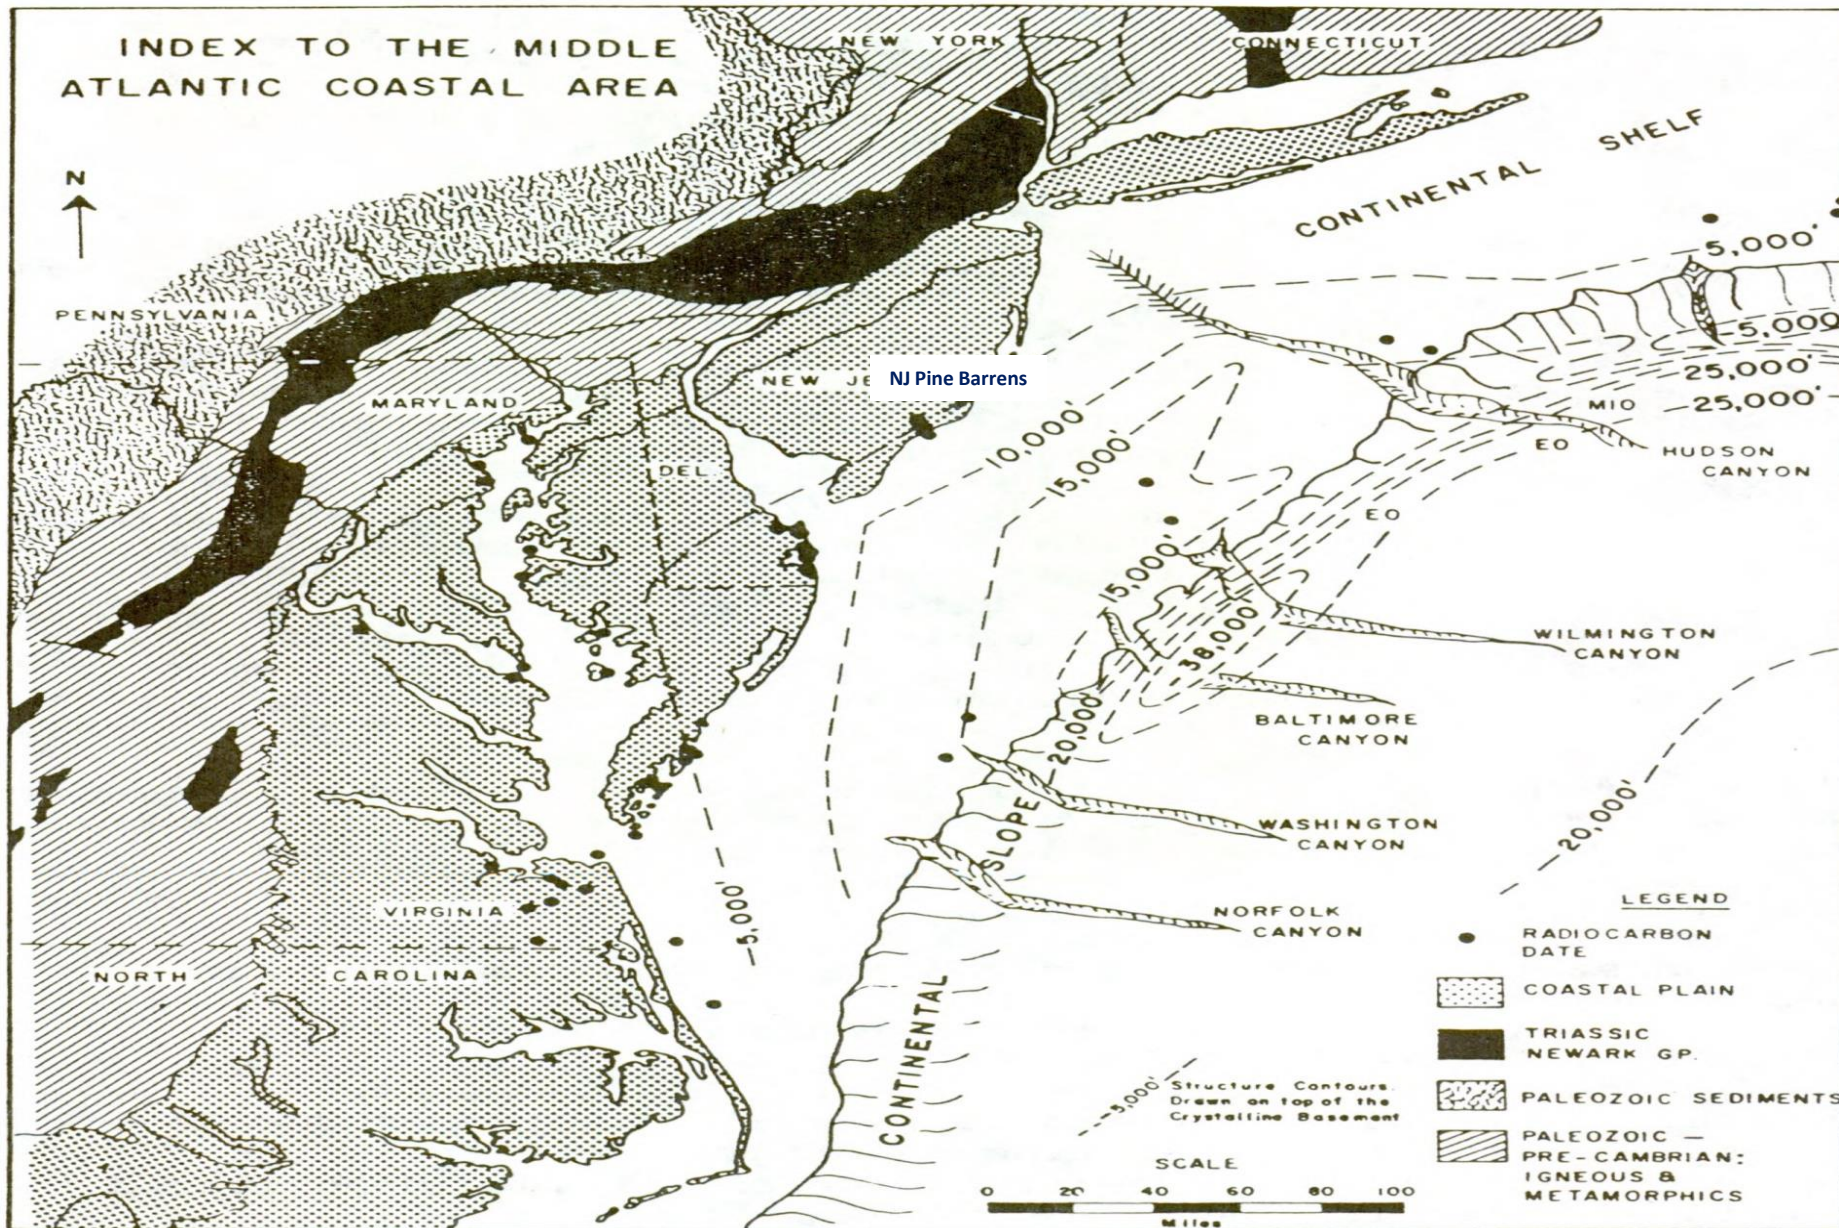 INDEX TO THE MIDDLE
ATLANTIC COASTAL AREA
NEW YORK
CONNECTICUT
N
CONTINENTAL SHELF
5,000'
PENNSYLVANIA
5,000
25,000'
25,000'
MIO
NEW JE
NJ Pine Barrens
MARYLAND
10,000'
15,000'
EO
HUDSON
CANYON
DEL.
EO
15,000'
38,000
WILMINGTON
CANYON
20,000'
BALTIMORE
CANYON
WASHINGTON
CANYON
20,000'
CONTINENTAL SLOPE
-5,000'
VIRGINIA
NORFOLK
CANYON
NORTH CAROLINA
LEGEND
RADIOCARBON
DATE
COASTAL PLAIN
TRIASSIC
NEWARK GP.
PALEOZOIC SEDIMENTS
PALEOZOIC —
PRE-CAMBRIAN:
IGNEOUS &
METAMORPHICS
-5,000'
Structure Contours.
Drawn on top of the
Crystalline Basement
SCALE
0 20 40 60 80 100
Miles